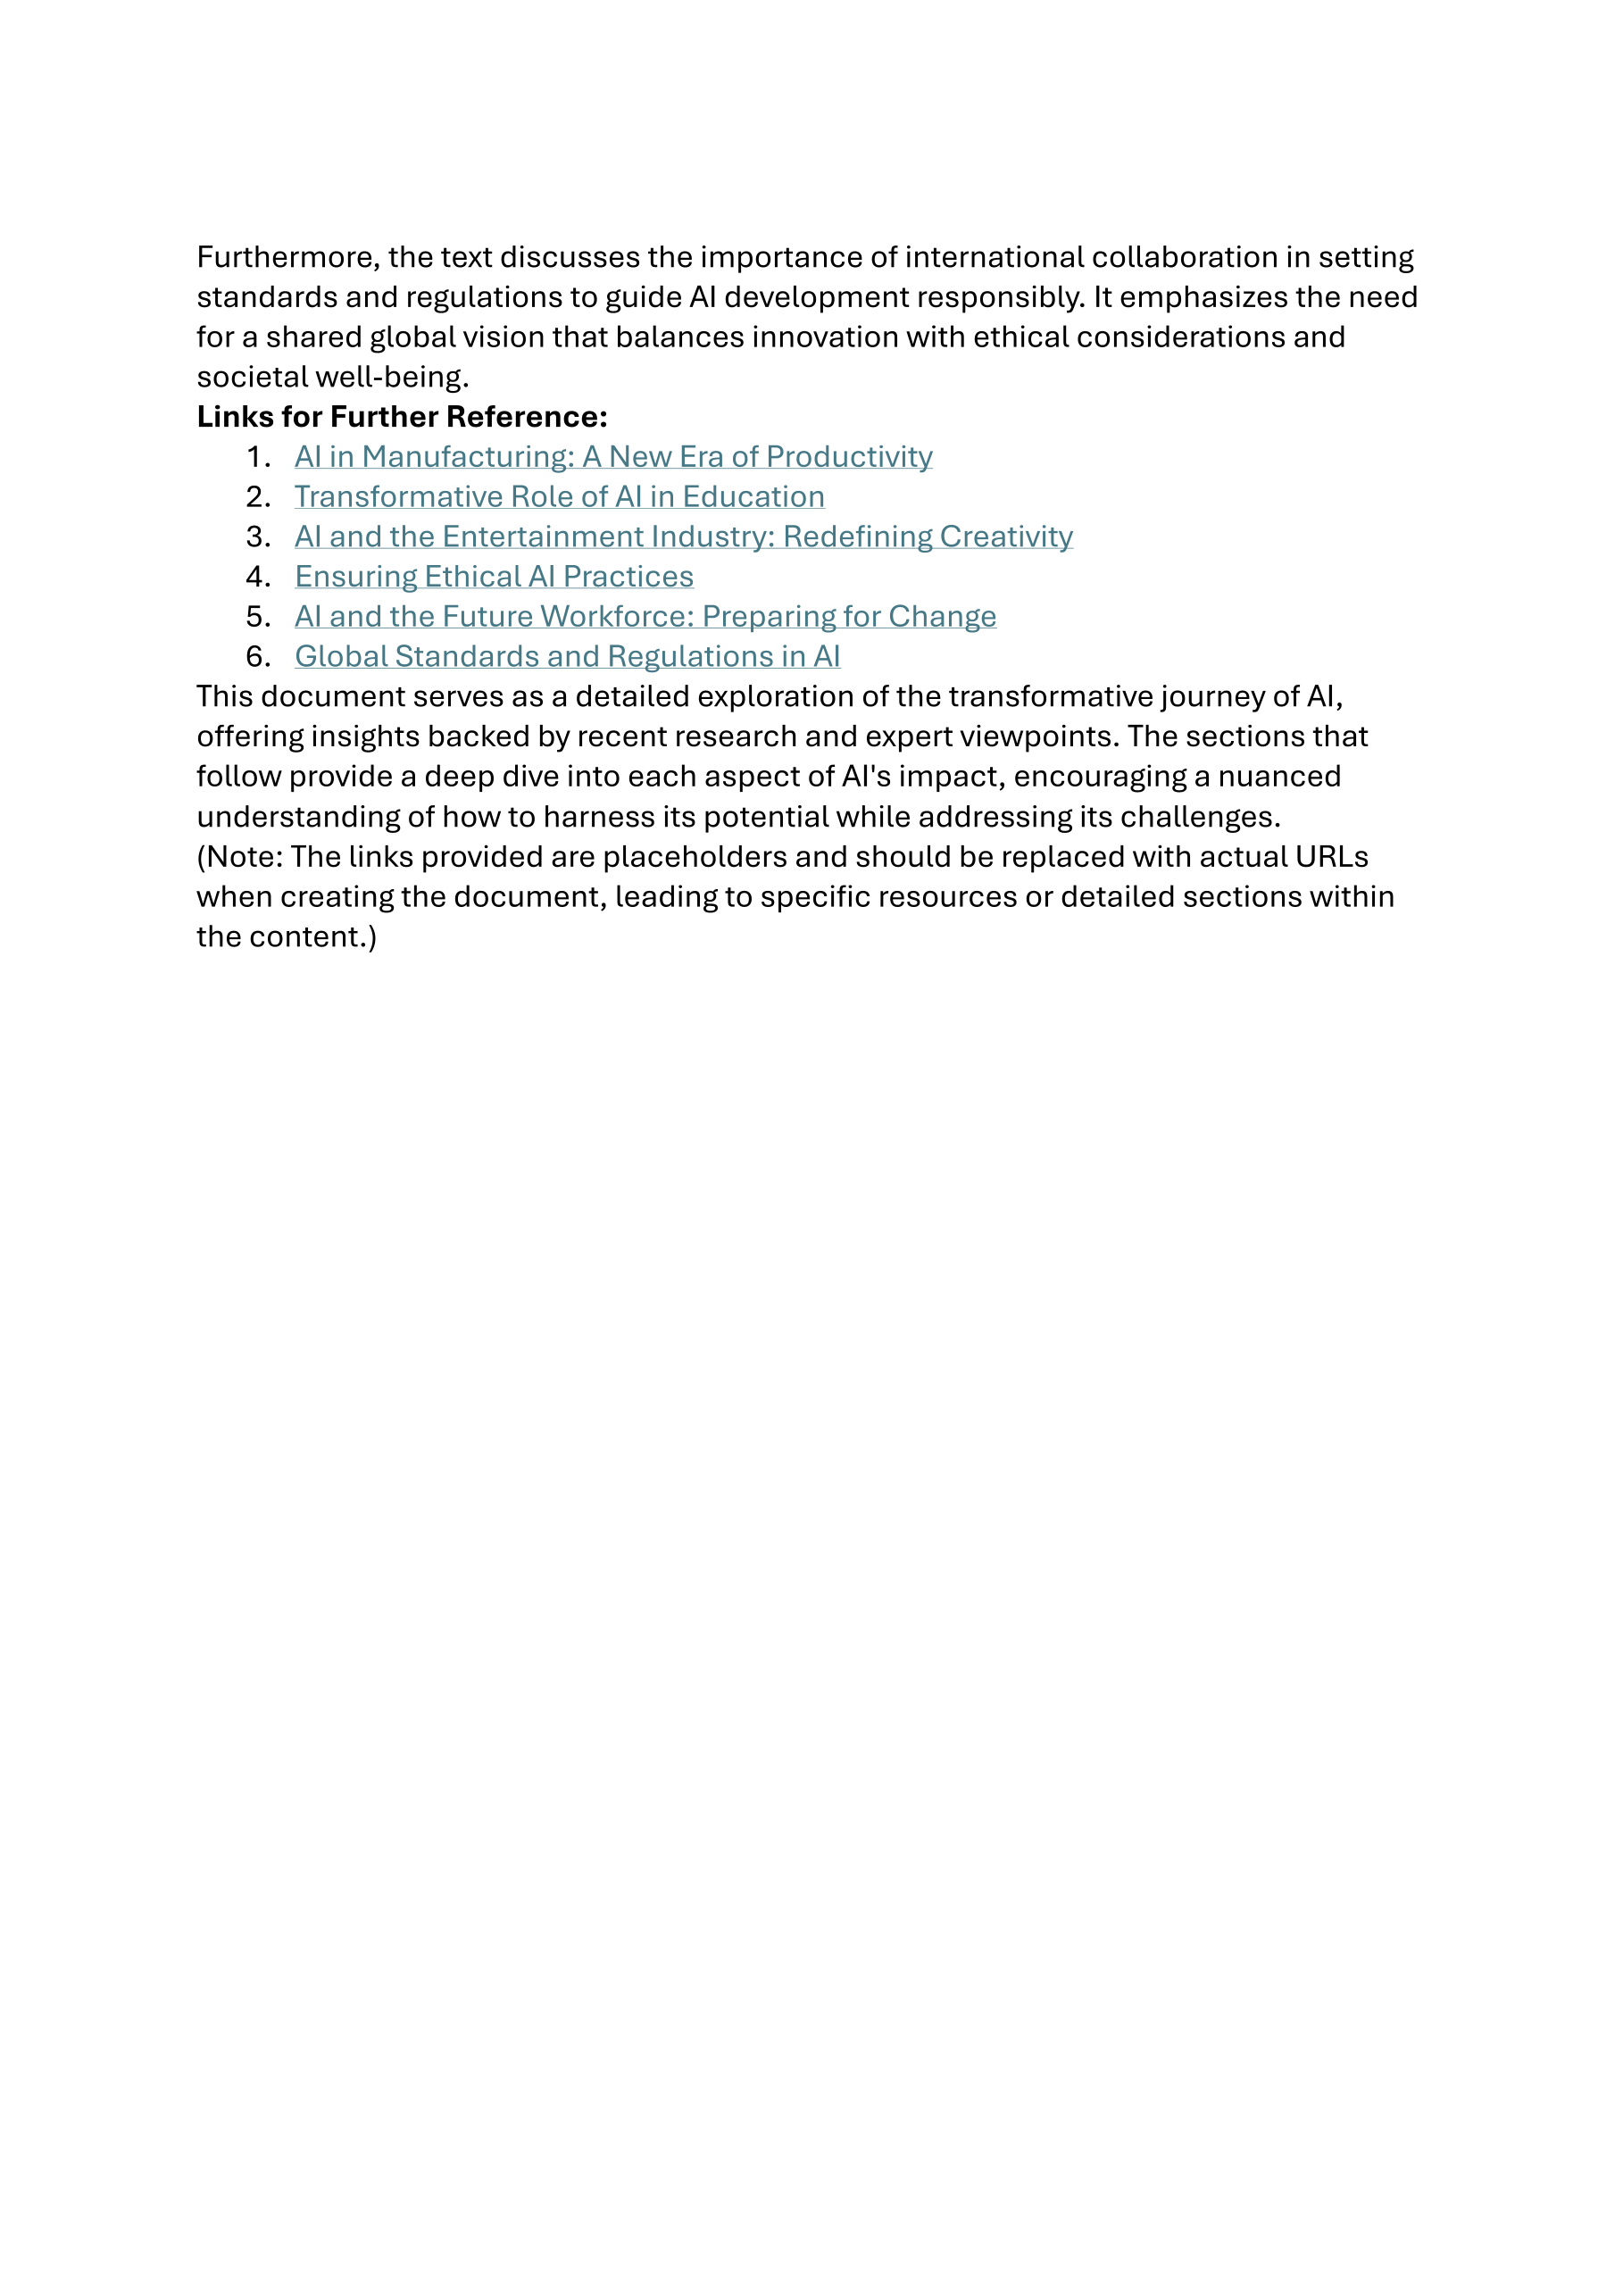 Furthermore, the text discusses the importance of international collaboration in setting
standards and regulations to guide AI development responsibly. It emphasizes the need
for a shared global vision that balances innovation with ethical considerations and
societal well-being.
Links for Further Reference:
1. AI in Manufacturing: A New Era of Productivity
2. Transformative Role of AI in Education
3. AI and the Entertainment Industry: Redefining Creativity
4. Ensuring Ethical AI Practices
5. AI and the Future Workforce: Preparing for Change
6. Global Standards and Regulations in AI
This document serves as a detailed exploration of the transformative journey of AI,
offering insights backed by recent research and expert viewpoints. The sections that
follow provide a deep dive into each aspect of AI's impact, encouraging a nuanced
understanding of how to harness its potential while addressing its challenges.
(Note: The links provided are placeholders and should be replaced with actual URLs
when creating the document, leading to specific resources or detailed sections within
the content.)